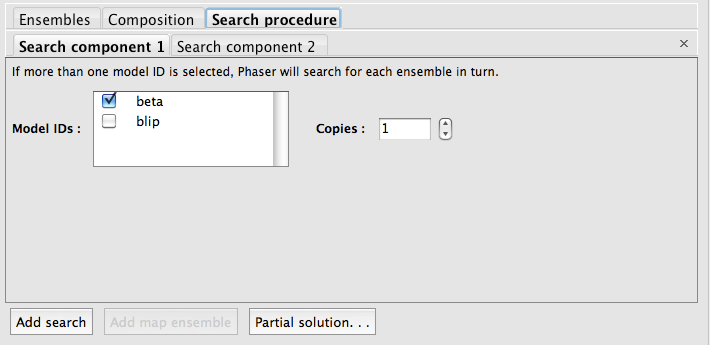 Ensembles Composition Search procedure
Search component 1 Search component 2 ×
If more than one model ID is selected, Phaser will search for each ensemble in turn.
beta
Model IDs : Copies : 1
blip
Add search Add map ensemble Partial solution. . .